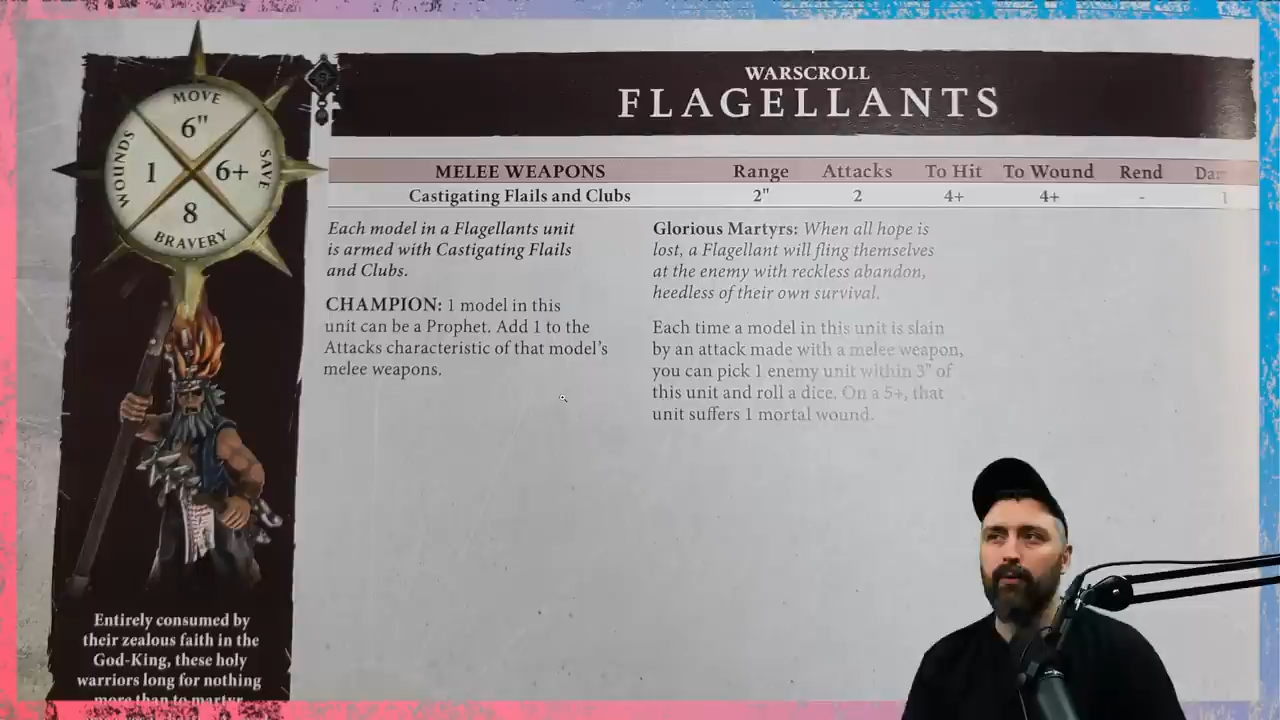 MOVE
6"
WOUNDS
1
6+
SAVE
8
BRAVERY
WARSCROLL
FLAGELLANTS
MELEE WEAPONS Range Attacks To Hit To Wound Rend
Castigating Flails and Clubs 2" 2 4+ 4+ - 1
Each model in a Flagellants unit
is armed with Castigating Flails
and Clubs.
CHAMPION: 1 model in this
unit can be a Prophet. Add 1 to the
Attacks characteristic of that model's
melee weapons.
Glorious Martyrs: When all hope is
lost, a Flagellant will fling themselves
at the enemy with reckless abandon,
heedless of their own survival.
Each time a model in this unit is slain
by an attack made with a melee weapon,
you can pick 1 enemy unit within 3" of
this unit and roll a dice. On a 5+, that
unit suffers 1 mortal wound.
Entirely consumed by
their zealous faith in the
God-King, these holy
warriors long for nothing
more than to martyr